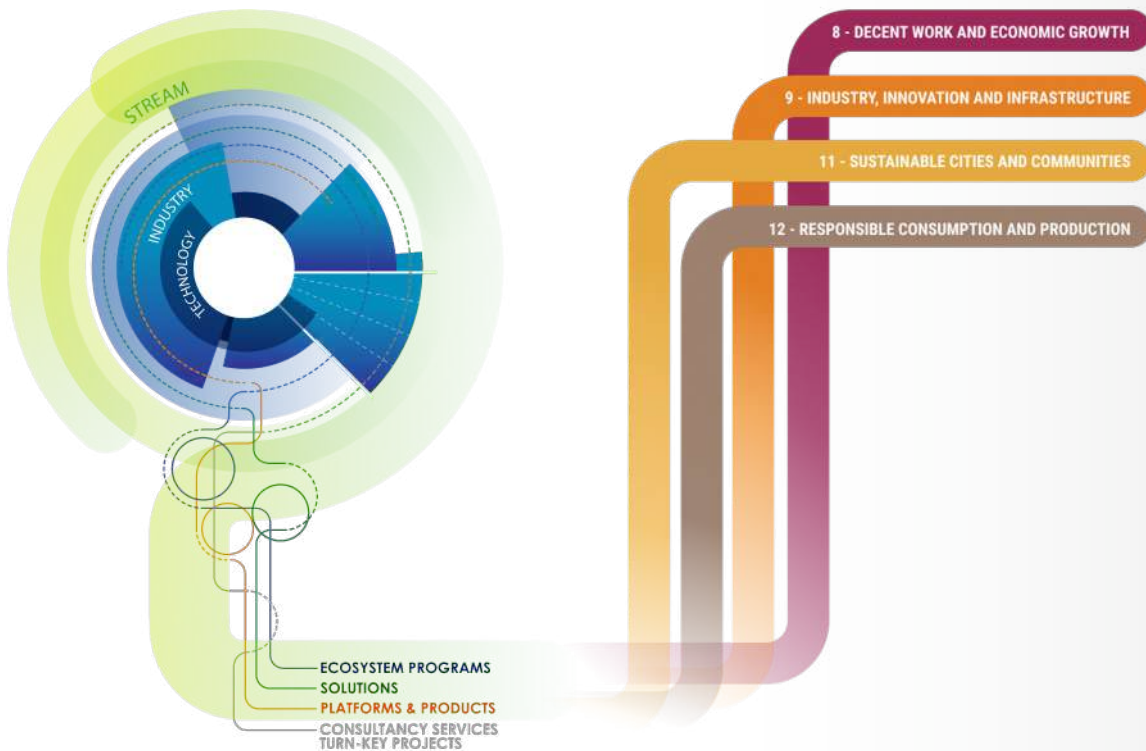 STREAM
INDUSTRY
TECHNOLOGY
8 - DECENT WORK AND ECONOMIC GROWTH
9 - INDUSTRY, INNOVATION AND INFRASTRUCTURE
11 - SUSTAINABLE CITIES AND COMMUNITIES
12 - RESPONSIBLE CONSUMPTION AND PRODUCTION
ECOSYSTEM PROGRAMS
SOLUTIONS
PLATFORMS & PRODUCTS
CONSULTANCY SERVICES
TURN-KEY PROJECTS